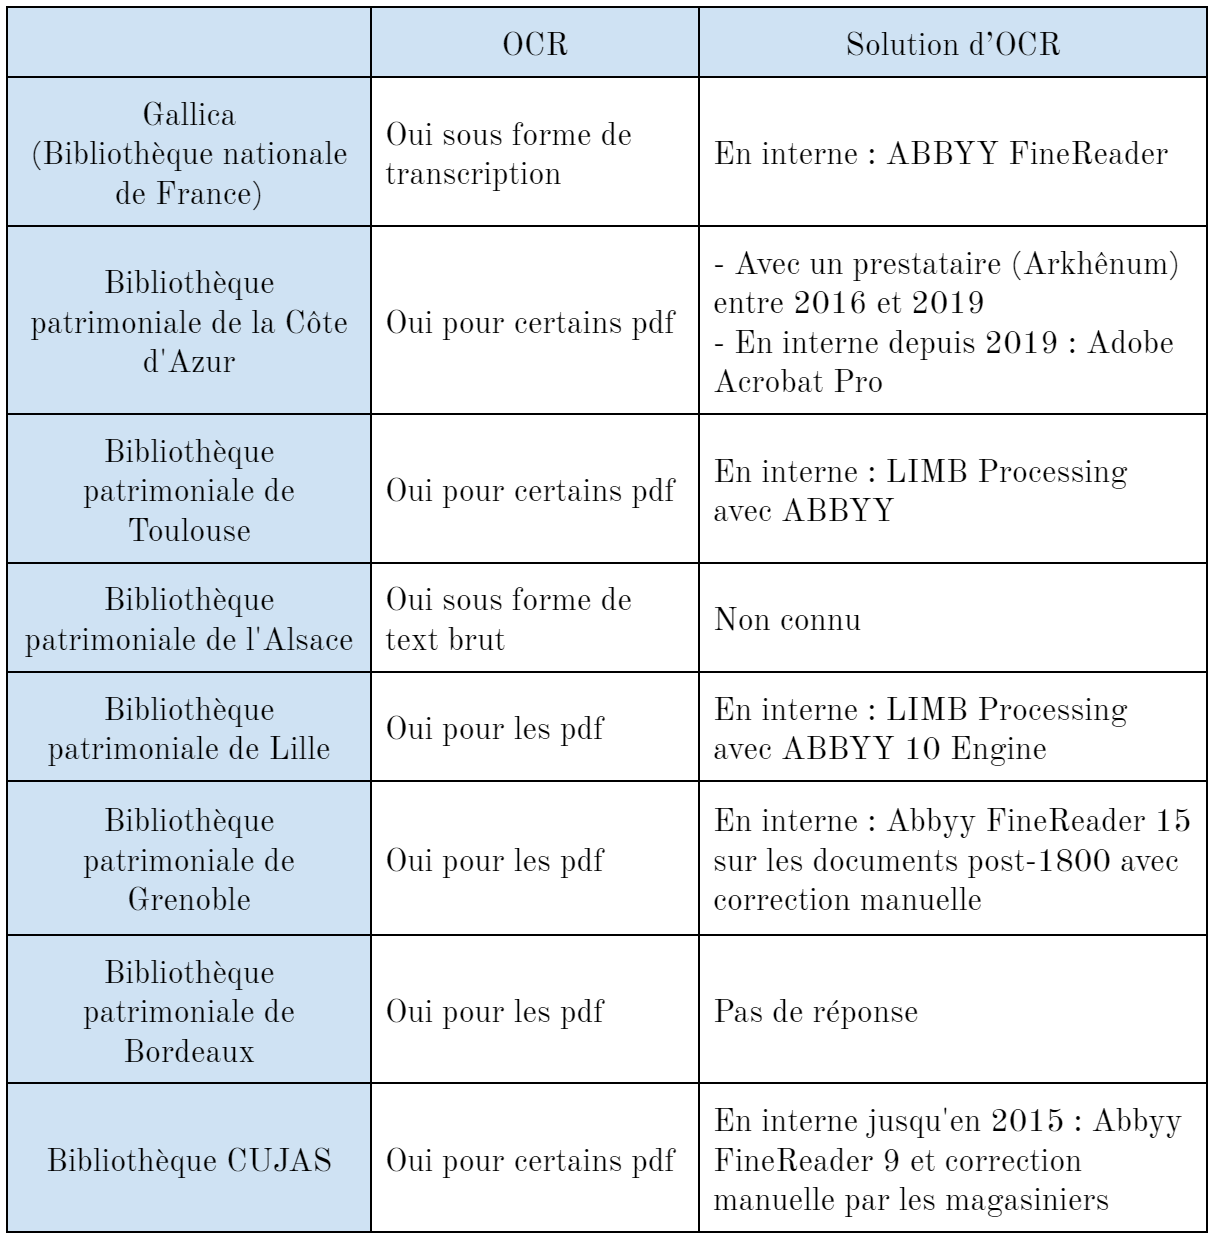 OCR
Solution d'OCR
Gallica
(Bibliothèque nationale
de France)
Oui sous forme de
transcription
En interne : ABBYY FineReader
Bibliothèque
patrimoniale de la Côte
d'Azur
Oui pour certains pdf
- Avec un prestataire (Arkhênum)
entre 2016 et 2019
- En interne depuis 2019 : Adobe
Acrobat Pro
Bibliothèque
patrimoniale de
Toulouse
Oui pour certains pdf
En interne : LIMB Processing
avec ABBYY
Bibliothèque
patrimoniale de l'Alsace
Oui sous forme de
text brut
Non connu
Bibliothèque
patrimoniale de Lille
Oui pour les pdf
En interne : LIMB Processing
avec ABBYY 10 Engine
Bibliothèque
patrimoniale de
Grenoble
Oui pour les pdf
En interne : Abbyy FineReader 15
sur les documents post-1800 avec
correction manuelle
Bibliothèque
patrimoniale de
Bordeaux
Oui pour les pdf
Pas de réponse
Bibliothèque CUJAS
Oui pour certains pdf
En interne jusqu'en 2015 : Abbyy
FineReader 9 et correction
manuelle par les magasiniers